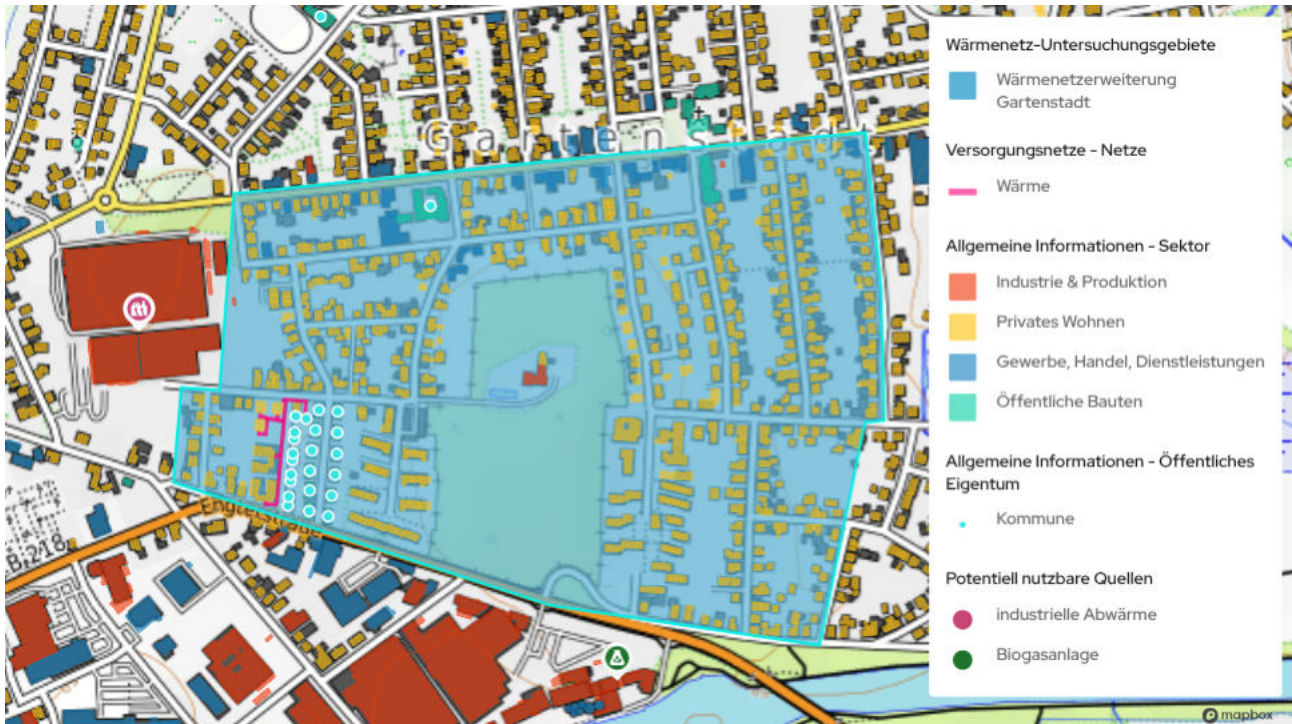 Gartenstadt
Engterstraße
B 218
Wärmenetz-Untersuchungsgebiete
Wärmenetzerweiterung
Gartenstadt
Versorgungsnetze - Netze
Wärme
Allgemeine Informationen - Sektor
Industrie & Produktion
Privates Wohnen
Gewerbe, Handel, Dienstleistungen
Öffentliche Bauten
Allgemeine Informationen - Öffentliches
Eigentum
Kommune
Potentiell nutzbare Quellen
industrielle Abwärme
Biogasanlage
mapbox